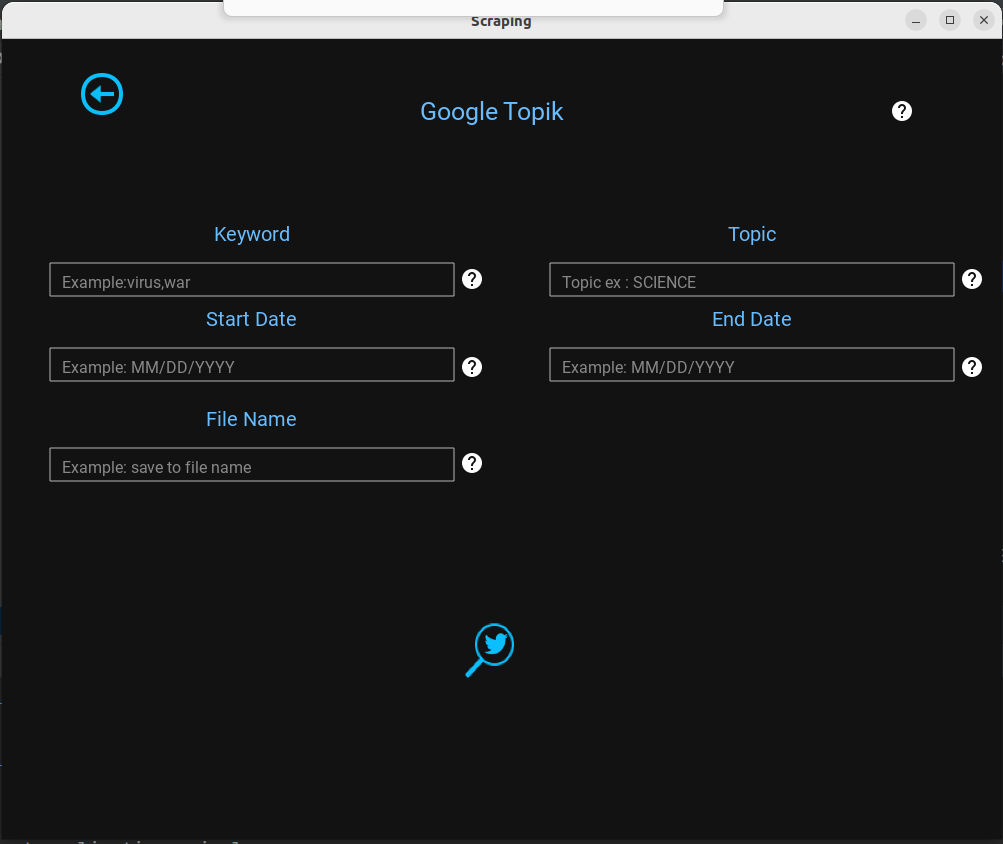 Scraping
Google Topik
?
Keyword
Topic
Example:virus,war
?
Topic ex : SCIENCE
?
Start Date
End Date
Example: MM/DD/YYYY
?
Example: MM/DD/YYYY
?
File Name
Example: save to file name
?